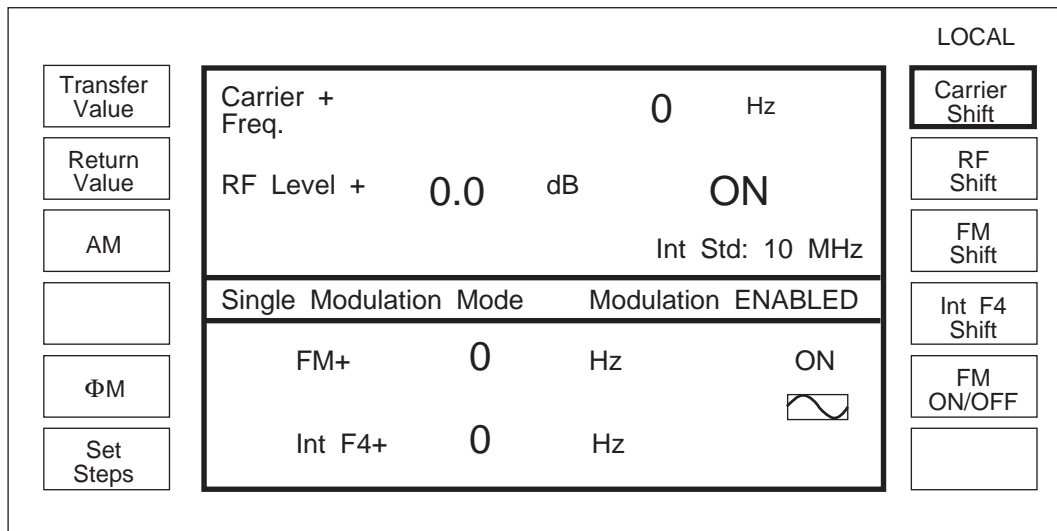 LOCAL
Transfer
Value
Return
Value
AM
ΦM
Set
Steps
Carrier +
Freq.
0 Hz
RF Level + 0.0 dB ON
Int Std: 10 MHz
Single Modulation Mode Modulation ENABLED
FM+ 0 Hz ON
Int F4+ 0 Hz
Carrier
Shift
RF
Shift
FM
Shift
Int F4
Shift
FM
ON/OFF